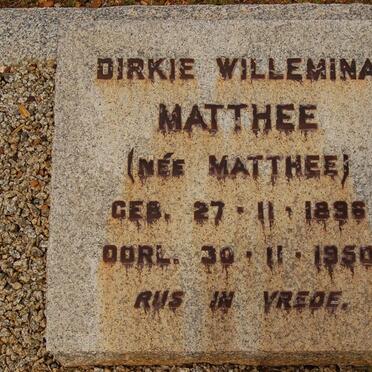 DIRKIE WILLEMINA
MATTHEE
(NÉE MATTHEE)
GEB. 27·11·1896
OORL. 30·11·1950
RUS IN VREDE.